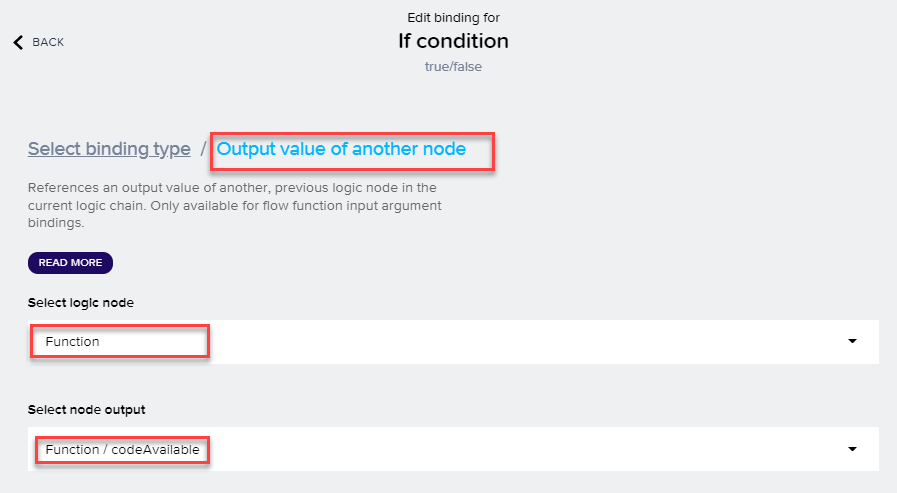 Edit binding for
BACK
If condition
true/false
Select binding type / Output value of another node
References an output value of another, previous logic node in the
current logic chain. Only available for flow function input argument
bindings.
READ MORE
Select logic node
Function
Select node output
Function / codeAvailable